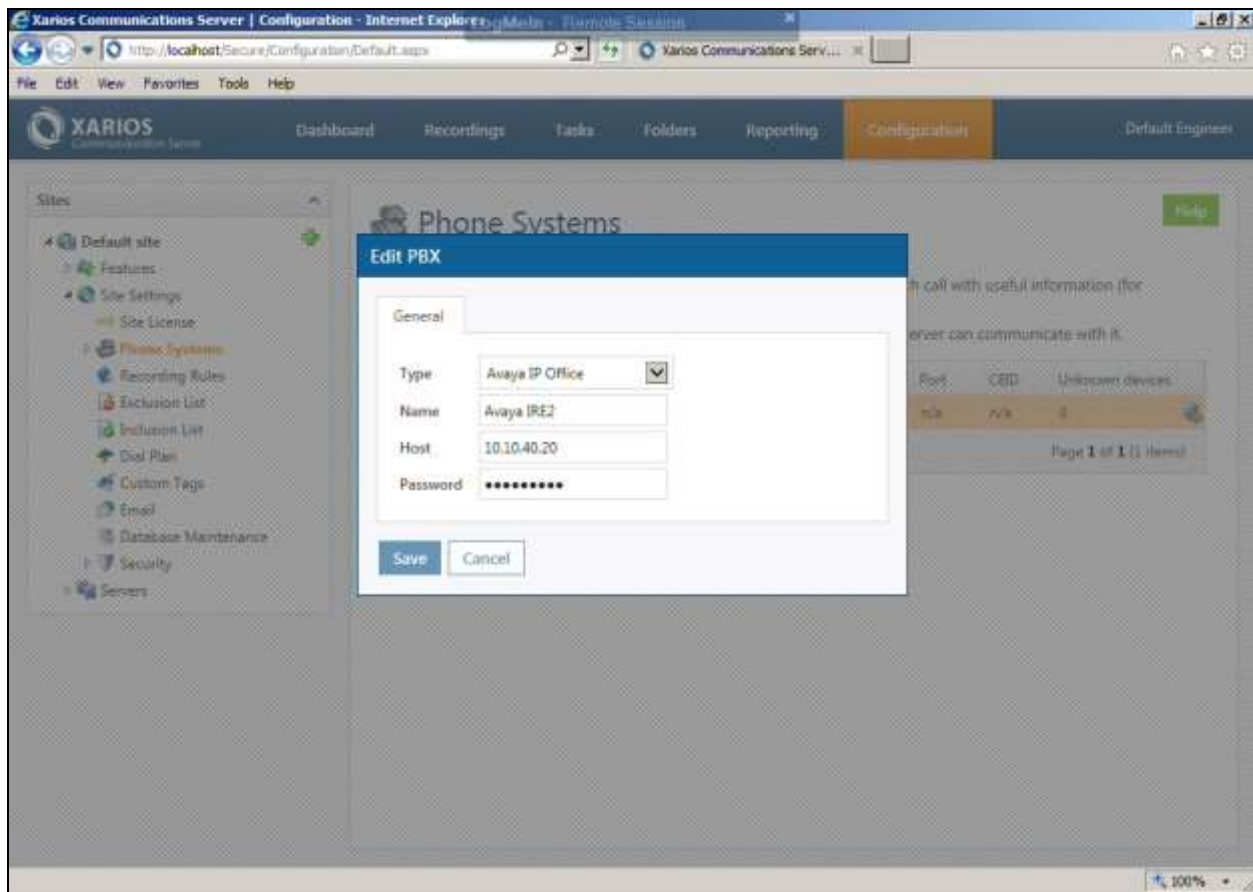 Xarios Communications Server | Configuration - Internet Explorer
LogMeIn - Remote Session
http://localhost/Secure/Configuration/Default.aspx
Xarios Communications Serv...
File Edit View Favorites Tools Help
XARIOS
Communication Server
Dashboard Recordings Tasks Folders Reporting Configuration Default Engineer
Sites
Default site
Features
Site Settings
Site License
Phone Systems
Recording Rules
Exclusion List
Inclusion List
Dial Plan
Custom Tags
Email
Database Maintenance
Security
Servers
Phone Systems
Help
call with useful information (for
erver can communicate with it.
Port CBID Unknown devices
n/a n/a 0
Page 1 of 1 (1 items)
Edit PBX
General
Type Avaya IP Office
Name Avaya IRE2
Host 10.10.40.20
Password •••••••••
Save Cancel
100%